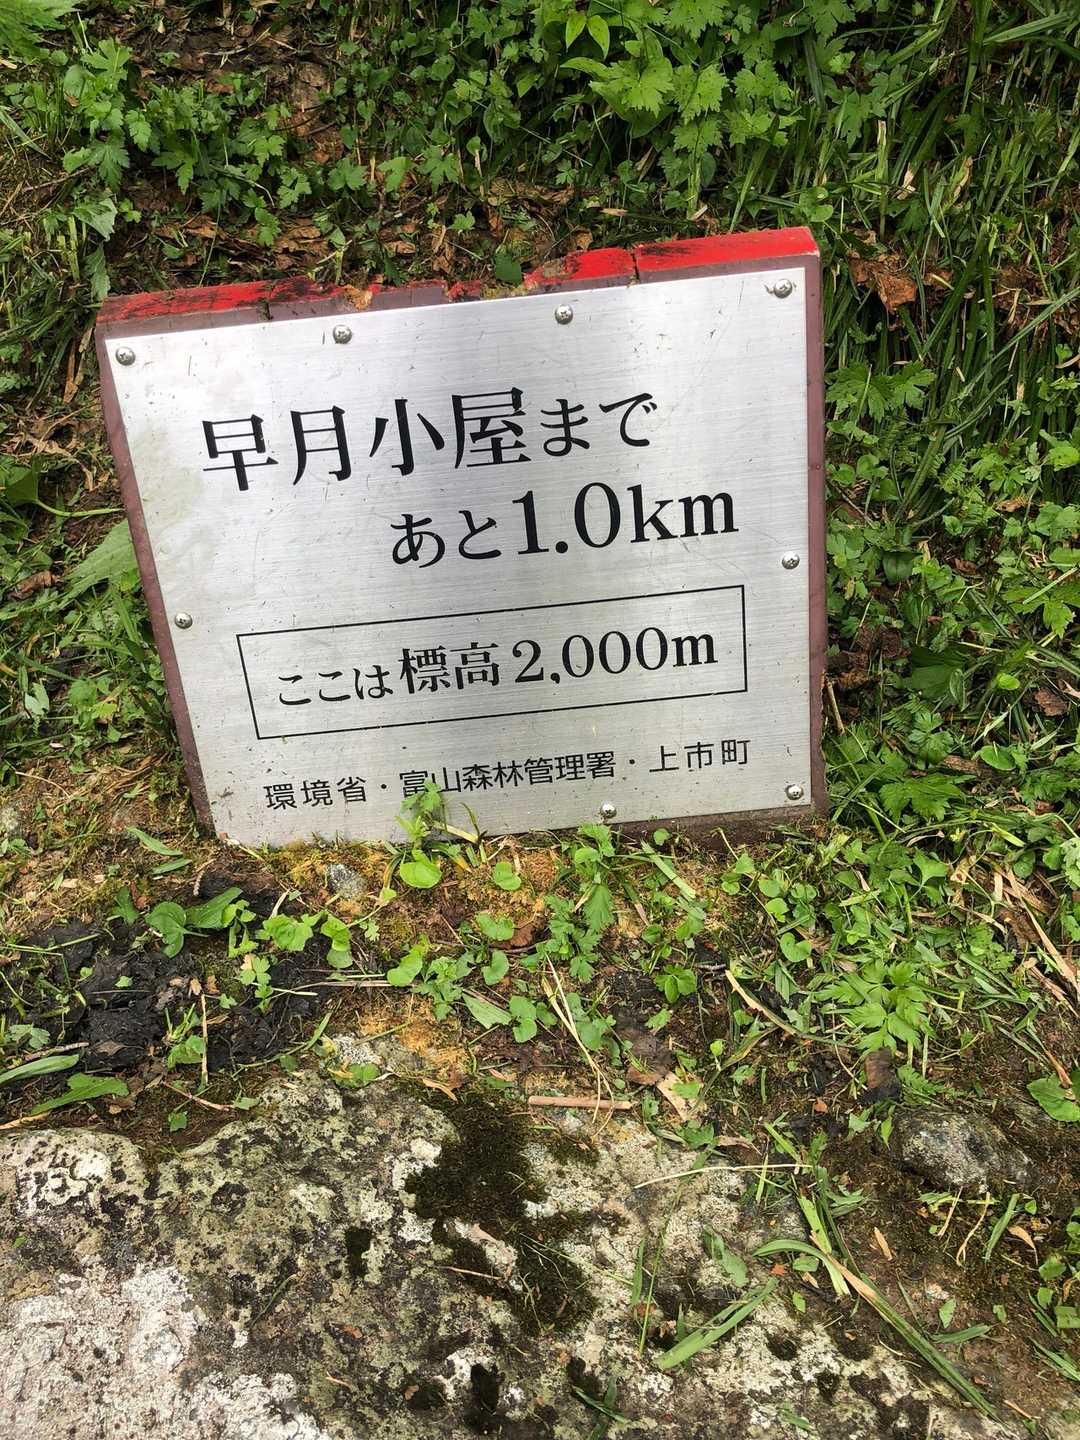 早月小屋まで
あと1.0km
ここは標高2,000m
環境省・富山森林管理署・上市町